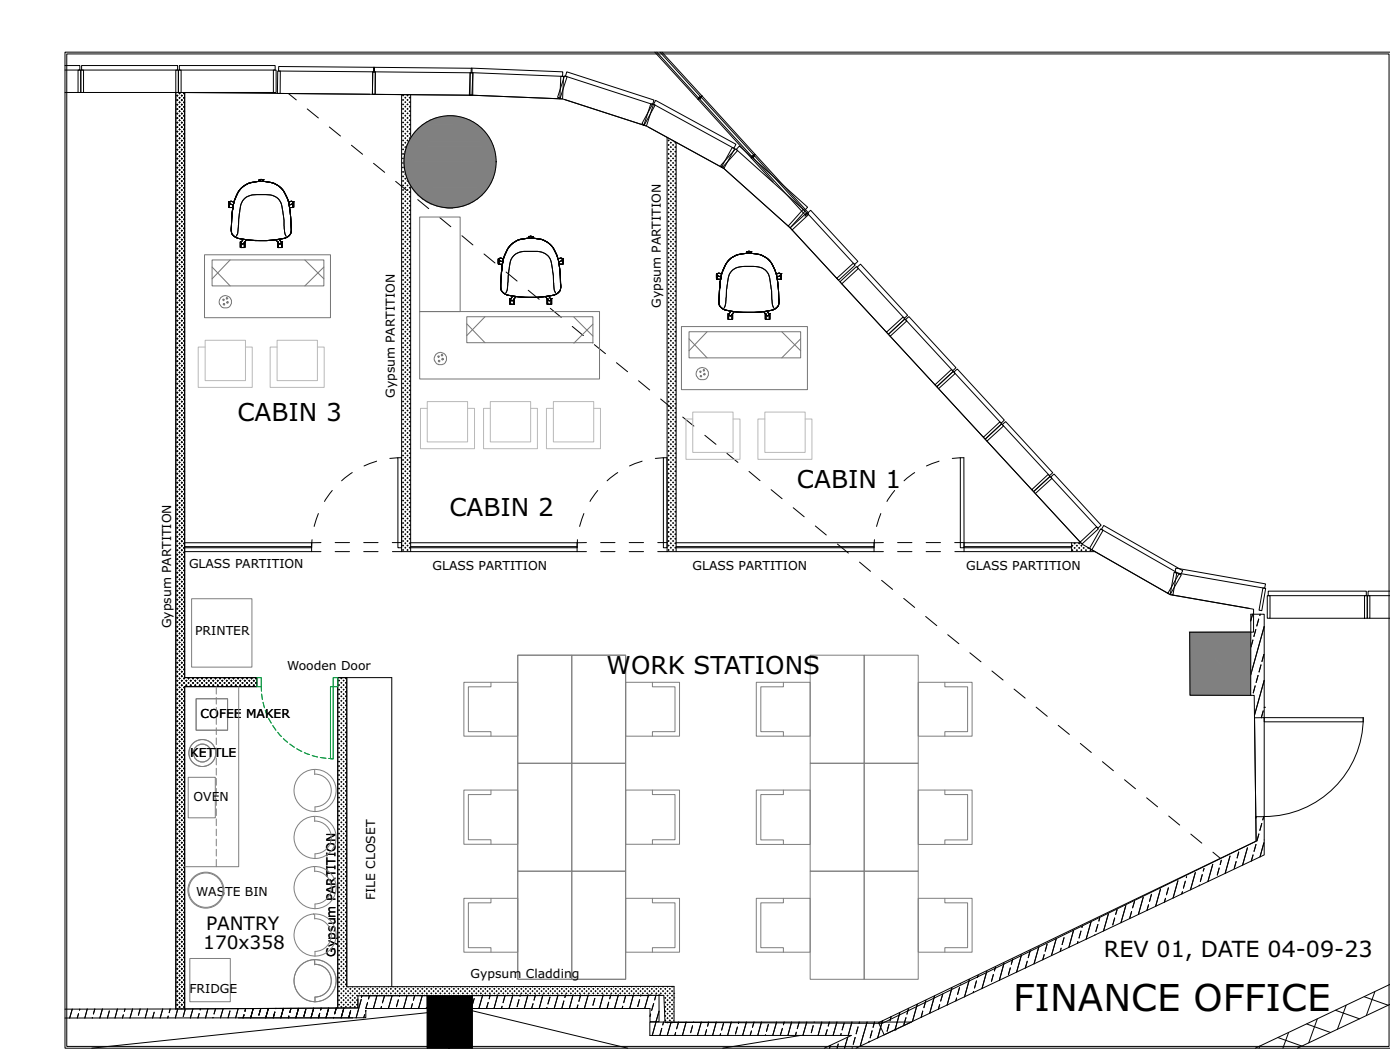 Gypsum PARTITION
Gypsum PARTITION
CABIN 3
CABIN 1
CABIN 2
Gypsum PARTITION
GLASS PARTITION
GLASS PARTITION
GLASS PARTITION
GLASS PARTITION
PRINTER
Wooden Door
WORK STATIONS
COFEE MAKER
KETTLE
OVEN
Gypsum PARTITION
FILE CLOSET
WASTE BIN
PANTRY
170x358
FRIDGE
Gypsum Cladding
REV 01, DATE 04-09-23
FINANCE OFFICE